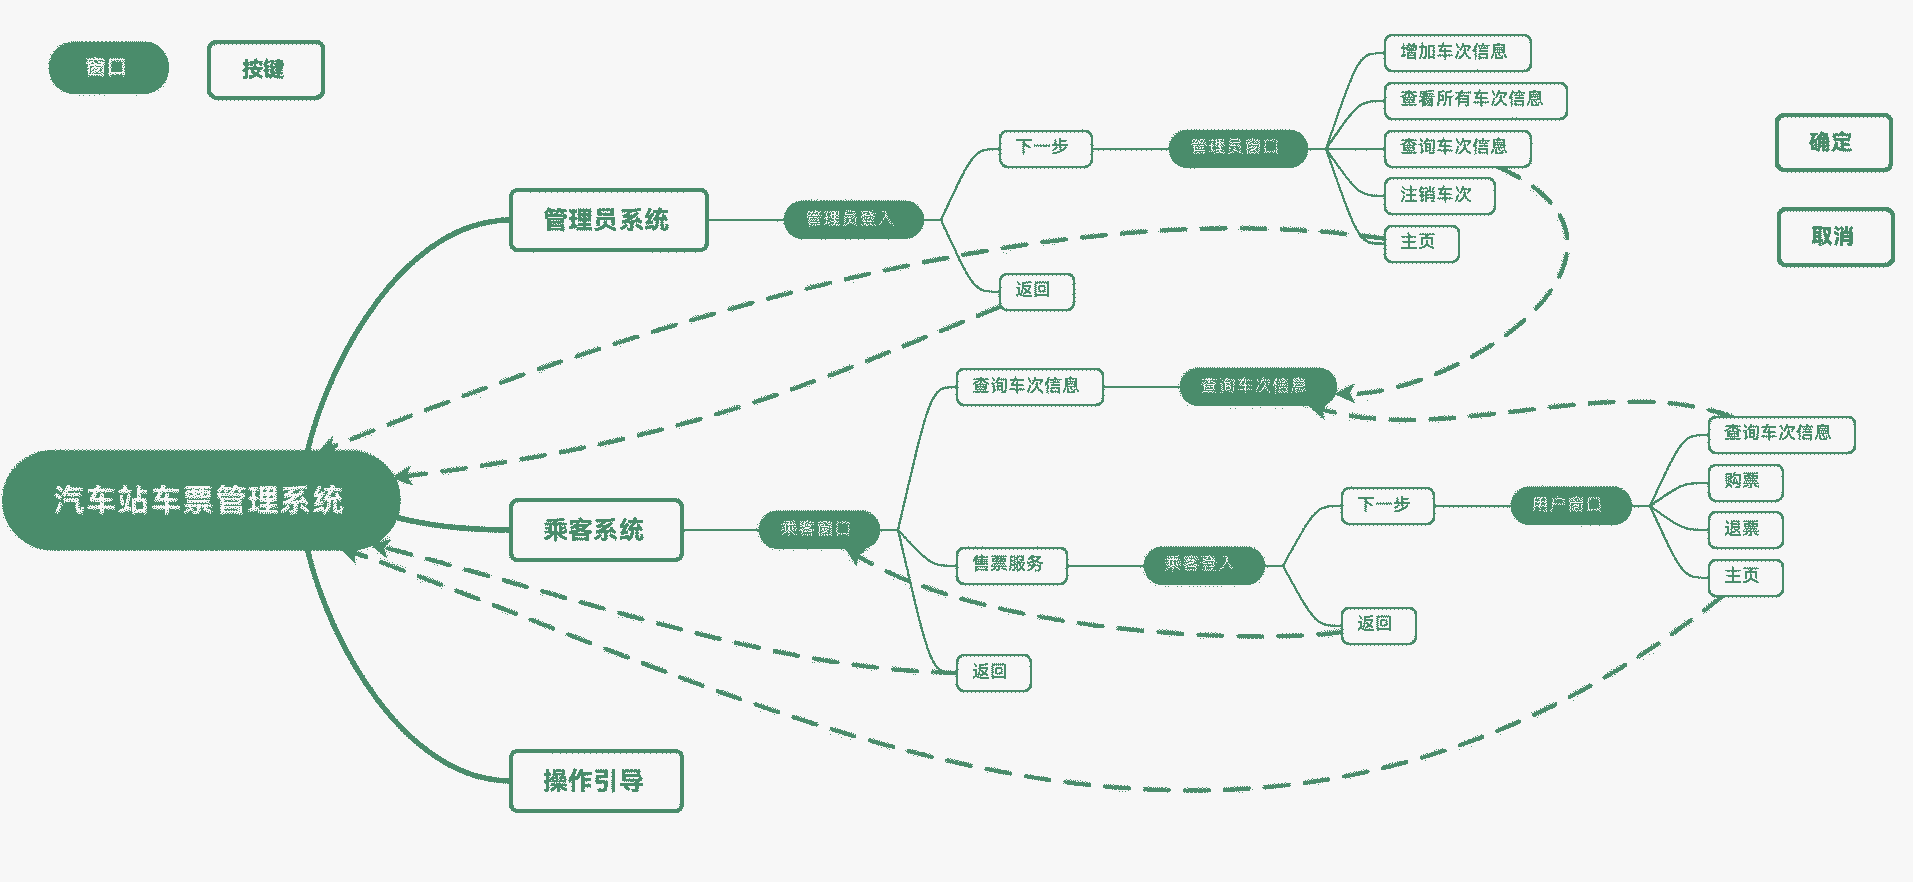 窗口
按键
增加车次信息
查看所有车次信息
确定
下一步
管理员窗口
查询车次信息
注销车次
管理员系统
管理员登入
主页
取消
返回
查询车次信息
查询车次信息
查询车次信息
购票
汽车站车票管理系统
下一步
用户窗口
退票
乘客系统
乘客窗口
售票服务
乘客登入
主页
返回
返回
操作引导